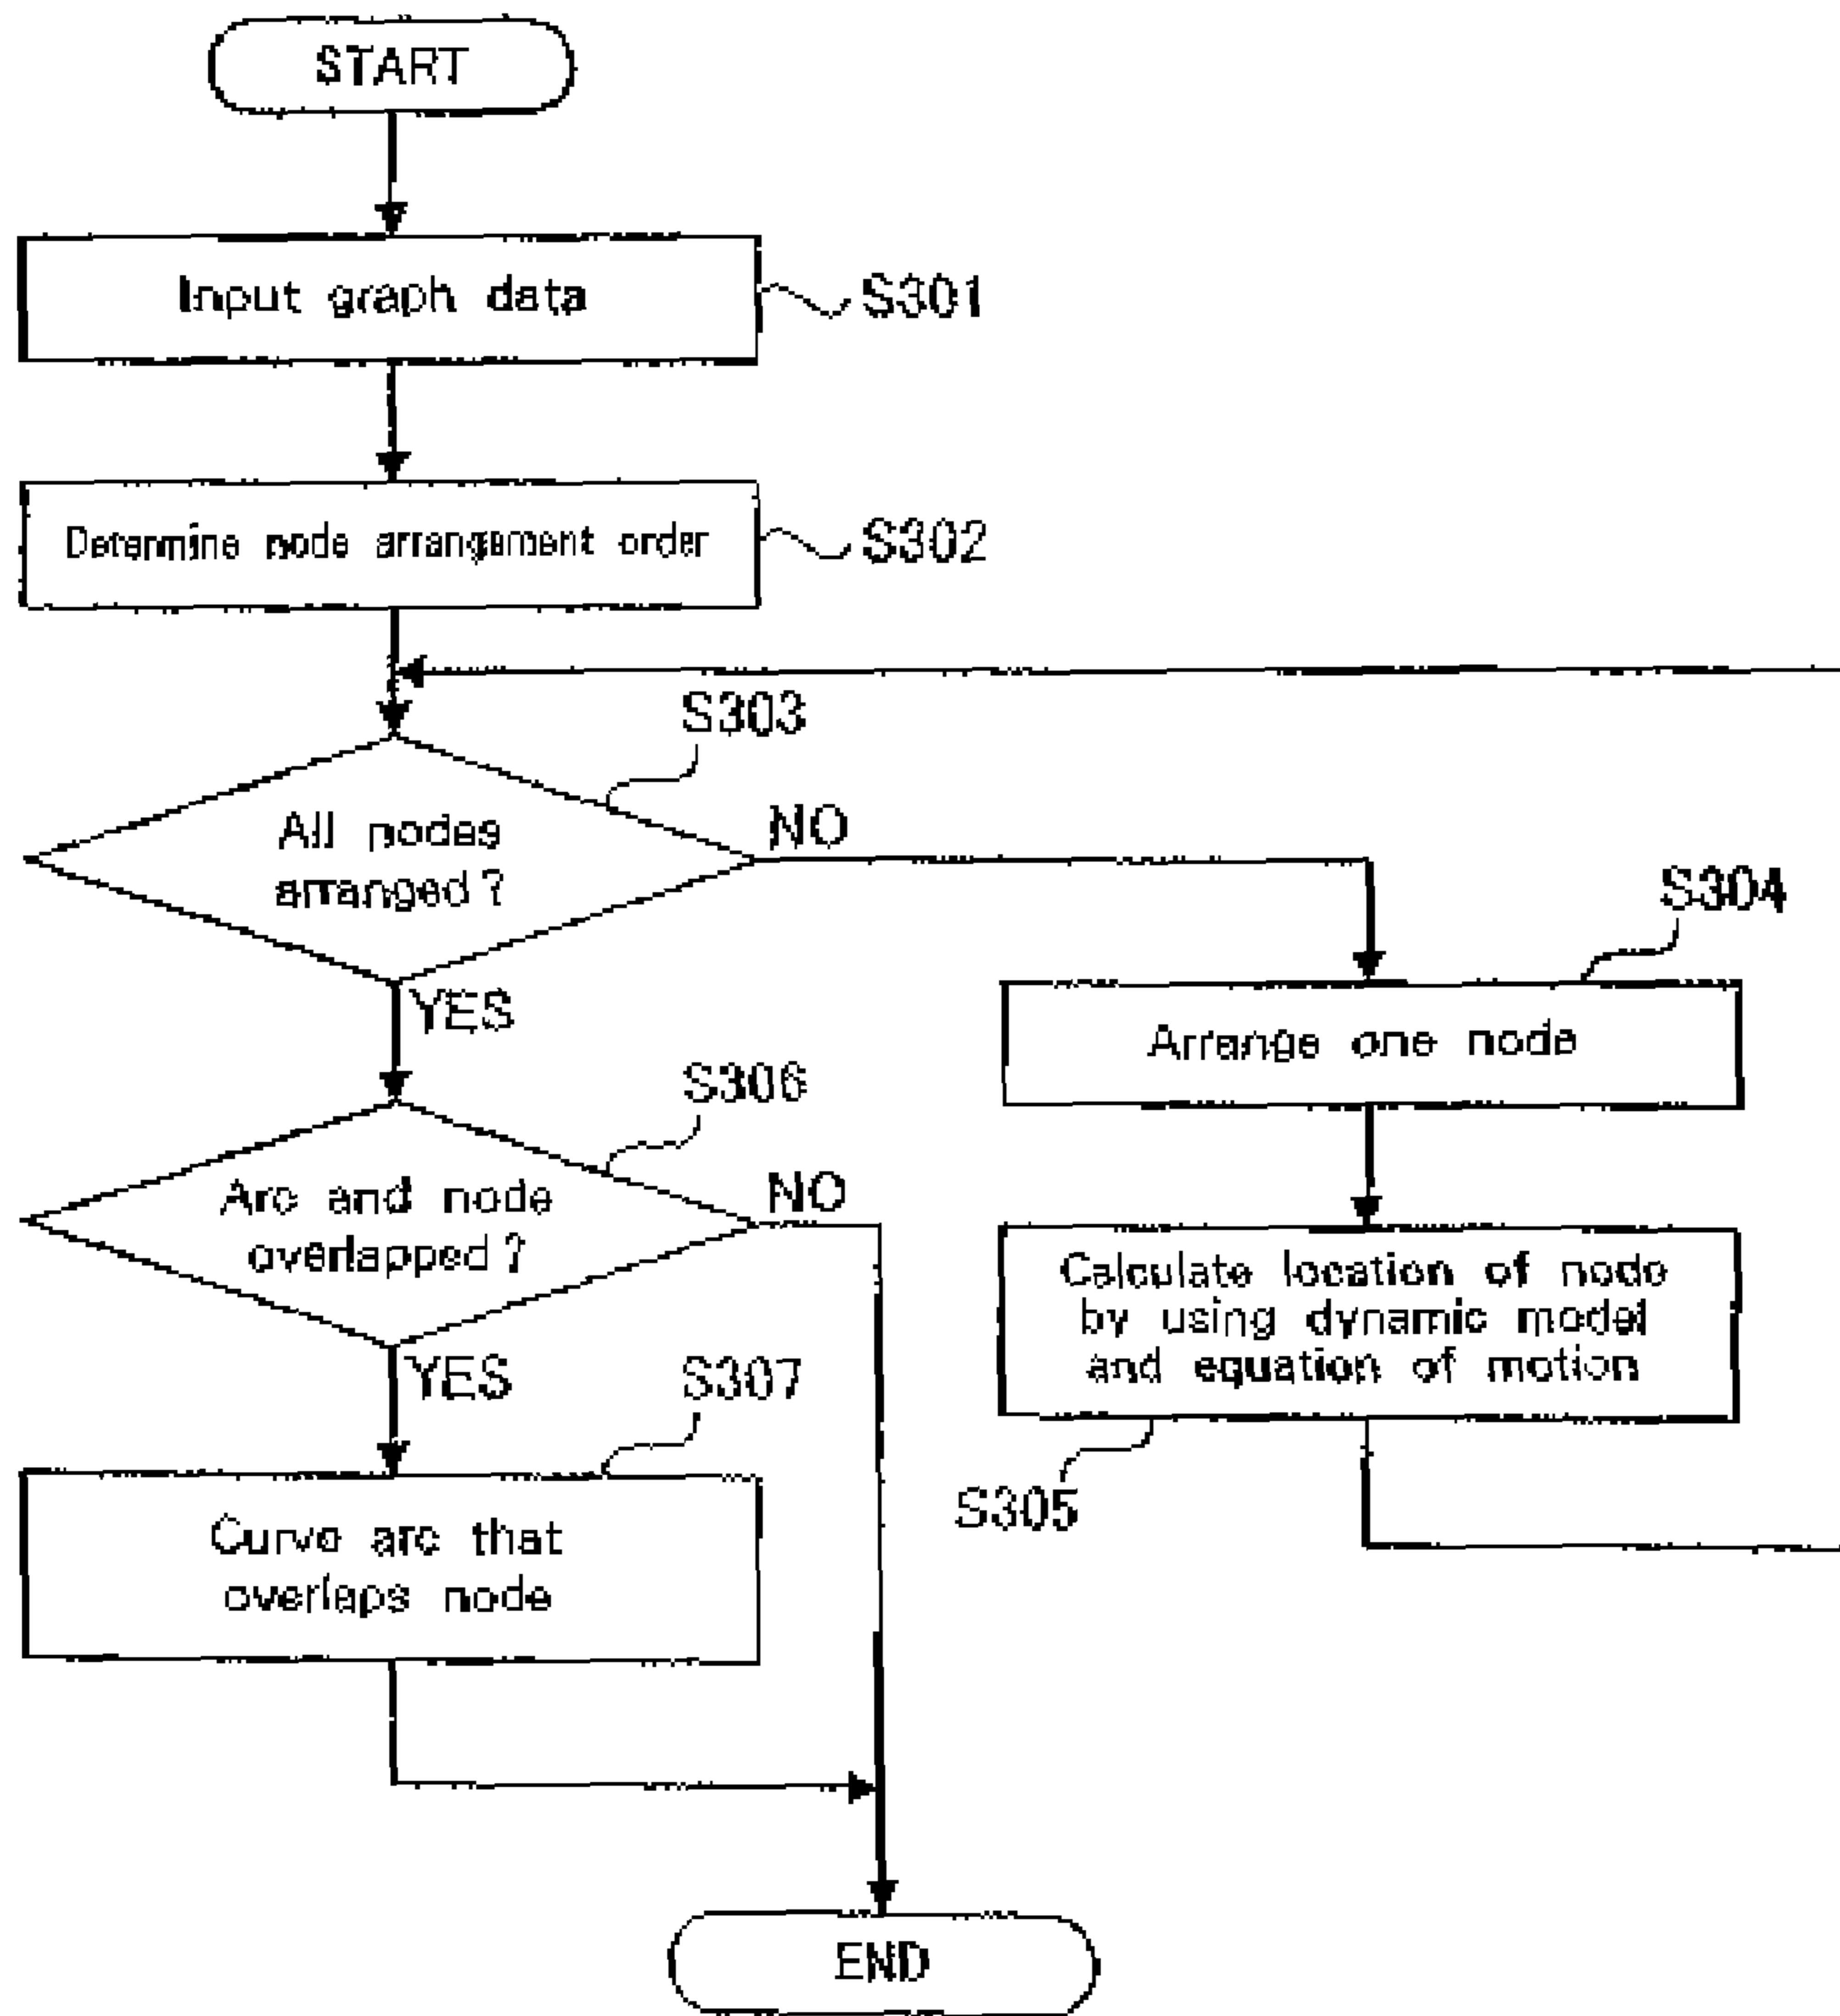 START
Input graph data
S301
Determine node arrangement order
S302
S303
All nodes
arranged?
NO
YES
S304
Arrange one node
S306
Arc and node
overlapped?
NO
YES
Calculate location of node
by using dynamic model
and equation of motion
S305
S307
Curve arc that
overlaps node
END